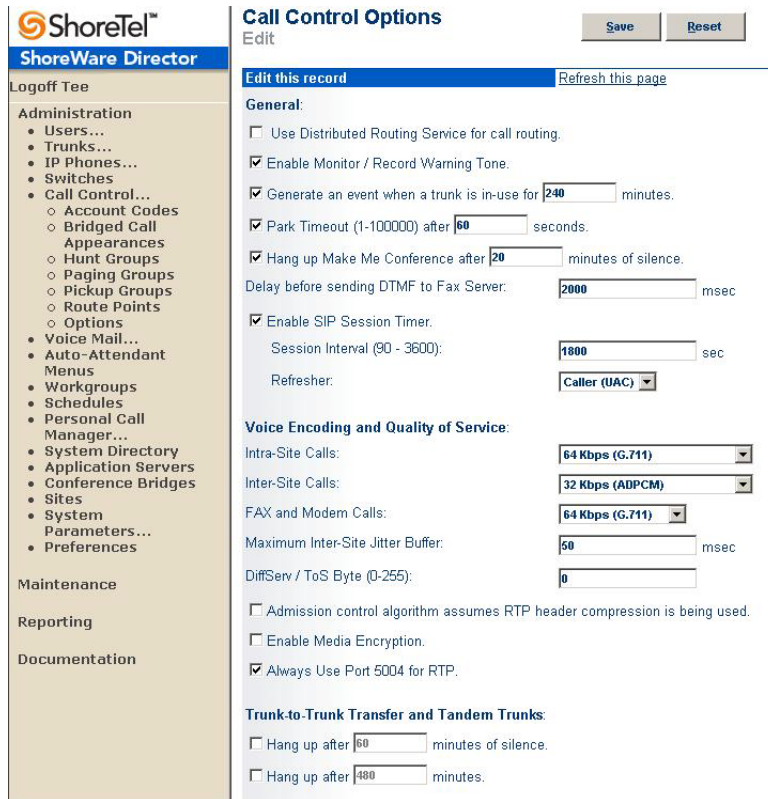 ShoreTel™
ShoreWare Director
Logoff Tee
Administration
Users...
Trunks...
IP Phones...
Switches
Call Control...
Account Codes
Bridged Call
Appearances
Hunt Groups
Paging Groups
Pickup Groups
Route Points
Options
Voice Mail...
Auto-Attendant
Menus
Workgroups
Schedules
Personal Call
Manager...
System Directory
Application Servers
Conference Bridges
Sites
System
Parameters...
Preferences
Maintenance
Reporting
Documentation
Call Control Options
Edit
Save Reset
Edit this record Refresh this page
General:
Use Distributed Routing Service for call routing.
Enable Monitor / Record Warning Tone.
Generate an event when a trunk is in-use for 240 minutes.
Park Timeout (1-100000) after 60 seconds.
Hang up Make Me Conference after 20 minutes of silence.
Delay before sending DTMF to Fax Server: 2000 msec
Enable SIP Session Timer.
Session Interval (90 - 3600): 1800 sec
Refresher: Caller (UAC)
Voice Encoding and Quality of Service:
Intra-Site Calls: 64 Kbps (G.711)
Inter-Site Calls: 32 Kbps (ADPCM)
FAX and Modem Calls: 64 Kbps (G.711)
Maximum Inter-Site Jitter Buffer: 50 msec
DiffServ / ToS Byte (0-255): 0
Admission control algorithm assumes RTP header compression is being used.
Enable Media Encryption.
Always Use Port 5004 for RTP.
Trunk-to-Trunk Transfer and Tandem Trunks:
Hang up after 60 minutes of silence.
Hang up after 480 minutes.